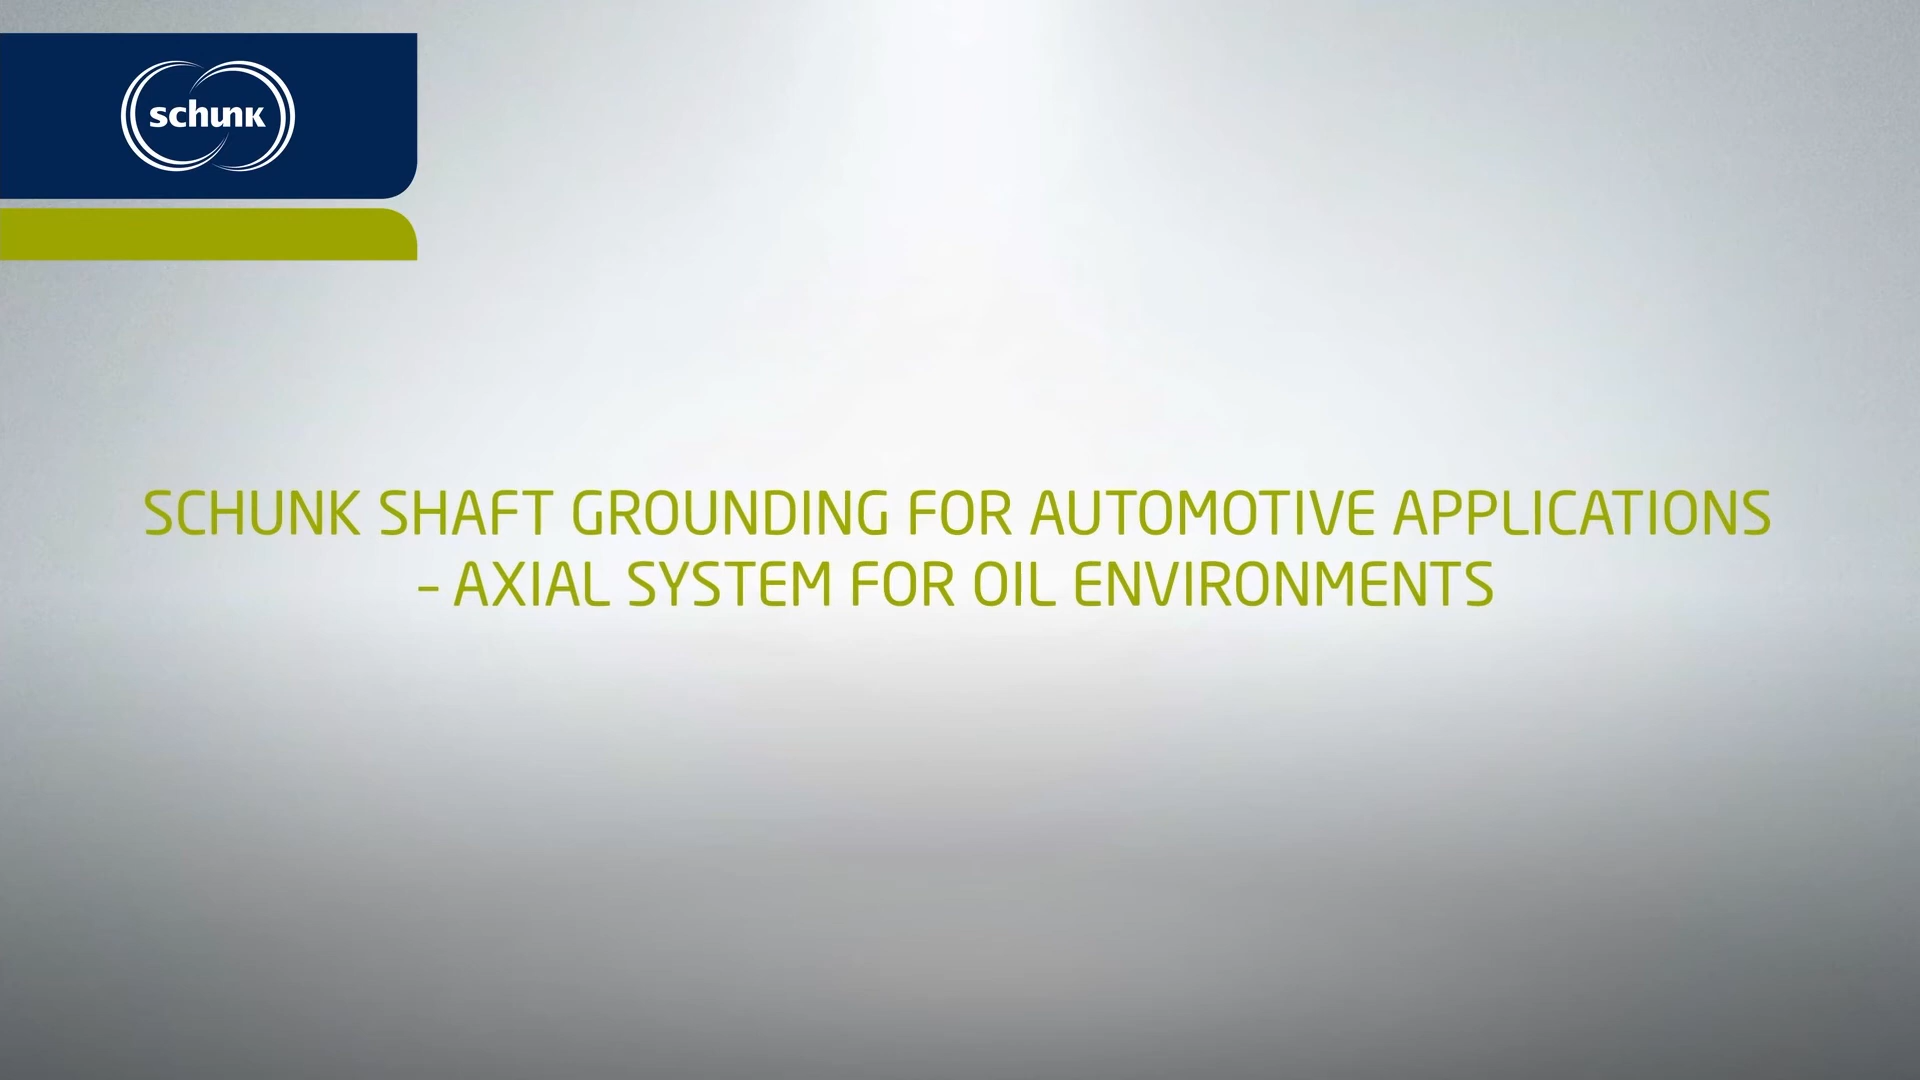 schunk
SCHUNK SHAFT GROUNDING FOR AUTOMOTIVE APPLICATIONS
– AXIAL SYSTEM FOR OIL ENVIRONMENTS